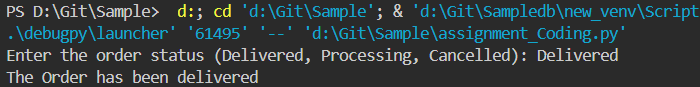 PS D:\Git\Sample>  d:; cd 'd:\Git\Sample'; & 'd:\Git\Sampledb\new_venv\Script
.\debugpy\launcher' '61495' '--' 'd:\Git\Sample\assignment_Coding.py'
Enter the order status (Delivered, Processing, Cancelled): Delivered
The Order has been delivered